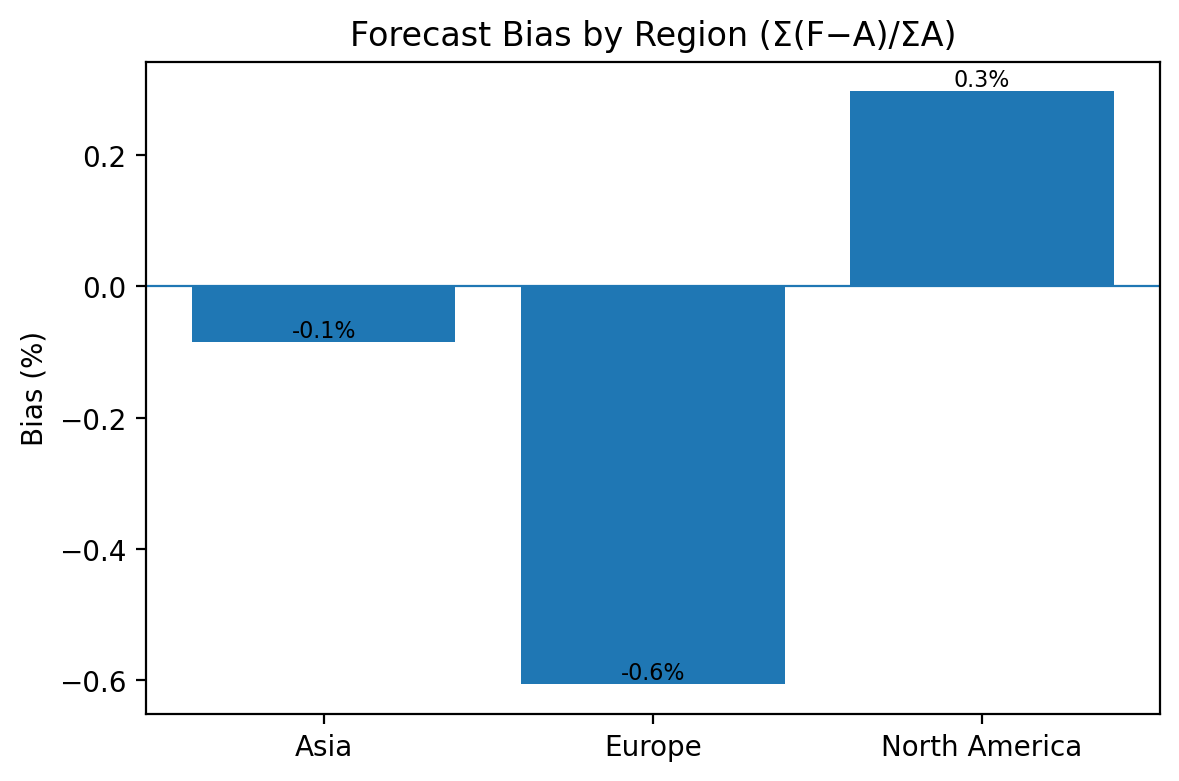 Forecast Bias by Region (Σ(F−A)/ΣA)
0.3%
0.2
0.0
-0.1%
Bias (%)
−0.2
−0.4
-0.6%
−0.6
Asia
Europe
North America